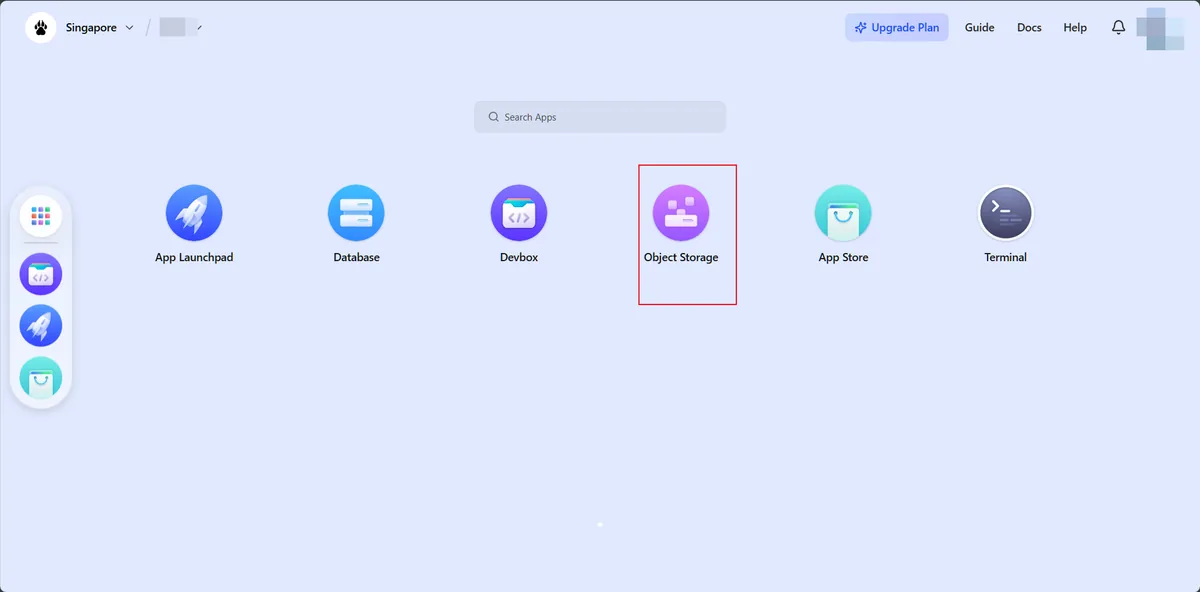 Singapore
Upgrade Plan
Guide
Docs
Help
Search Apps
App Launchpad
Database
Devbox
Object Storage
App Store
Terminal